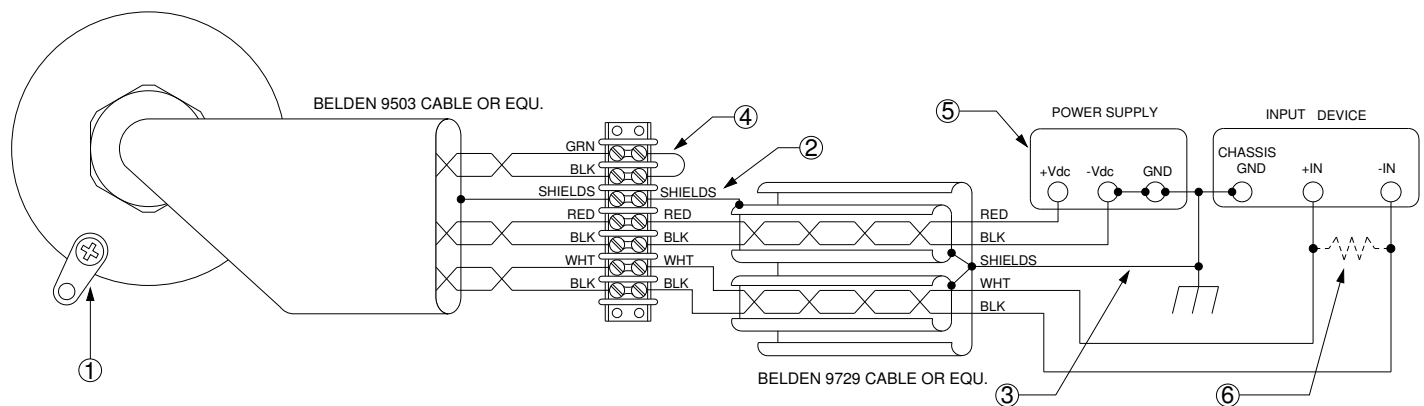 BELDEN 9503 CABLE OR EQU.
GRN
BLK
SHIELDS
SHIELDS
RED
RED
BLK
BLK
WHT
WHT
BLK
BLK
4
2
5
POWER SUPPLY
+Vdc
-Vdc
GND
INPUT DEVICE
CHASSIS
GND
+IN
-IN
RED
BLK
SHIELDS
WHT
BLK
BELDEN 9729 CABLE OR EQU.
1
3
6